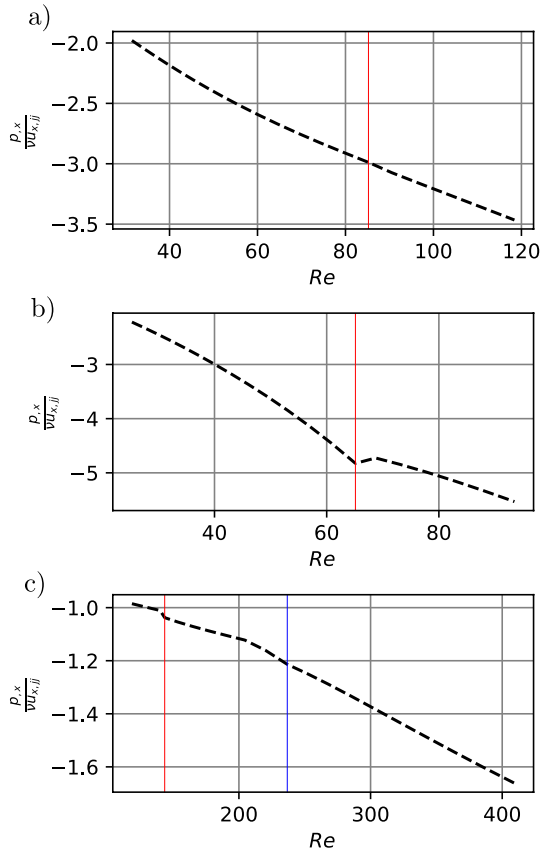 a)
−2.0
−2.5
−3.0
−3.5
p,x
νu_{x,jj}
40 60 80 100 120
Re
b)
−3
−4
−5
p,x
νu_{x,jj}
40 60 80
Re
c)
−1.0
−1.2
−1.4
−1.6
p,x
νu_{x,jj}
200 300 400
Re